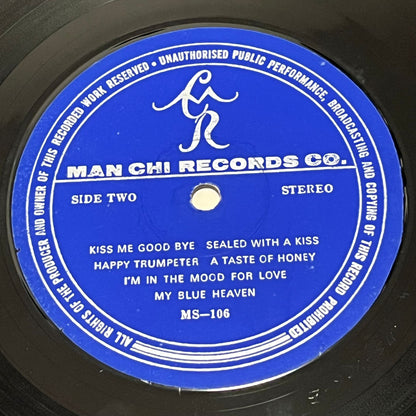 ALL RIGHTS OF THE PRODUCER AND OWNER OF THIS RECORDED WORK RESERVED • UNAUTHORISED PUBLIC PERFORMANCE, BROADCASTING AND COPYING OF THIS RECORD PROHIBITED
MCR
MAN CHI RECORDS CO.
SIDE TWO STEREO
KISS ME GOOD BYE SEALED WITH A KISS
HAPPY TRUMPETER A TASTE OF HONEY
I'M IN THE MOOD FOR LOVE
MY BLUE HEAVEN
MS—106